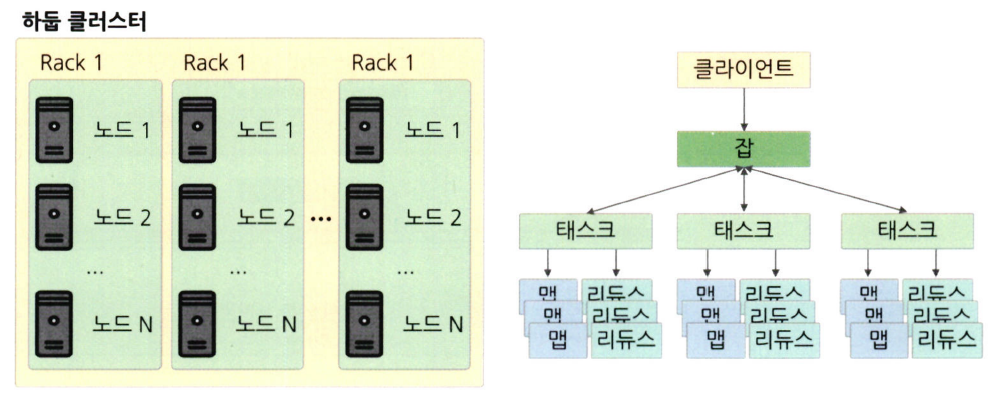 하둡 클러스터
Rack 1
노드 1
노드 2
...
노드 N
Rack 1
노드 1
노드 2
...
노드 N
...
Rack 1
노드 1
노드 2
...
노드 N
클라이언트
잡
태스크
태스크
태스크
맵
리듀스
맵
리듀스
맵
리듀스
맵
리듀스
맵
리듀스
맵
리듀스
맵
리듀스
맵
리듀스
맵
리듀스